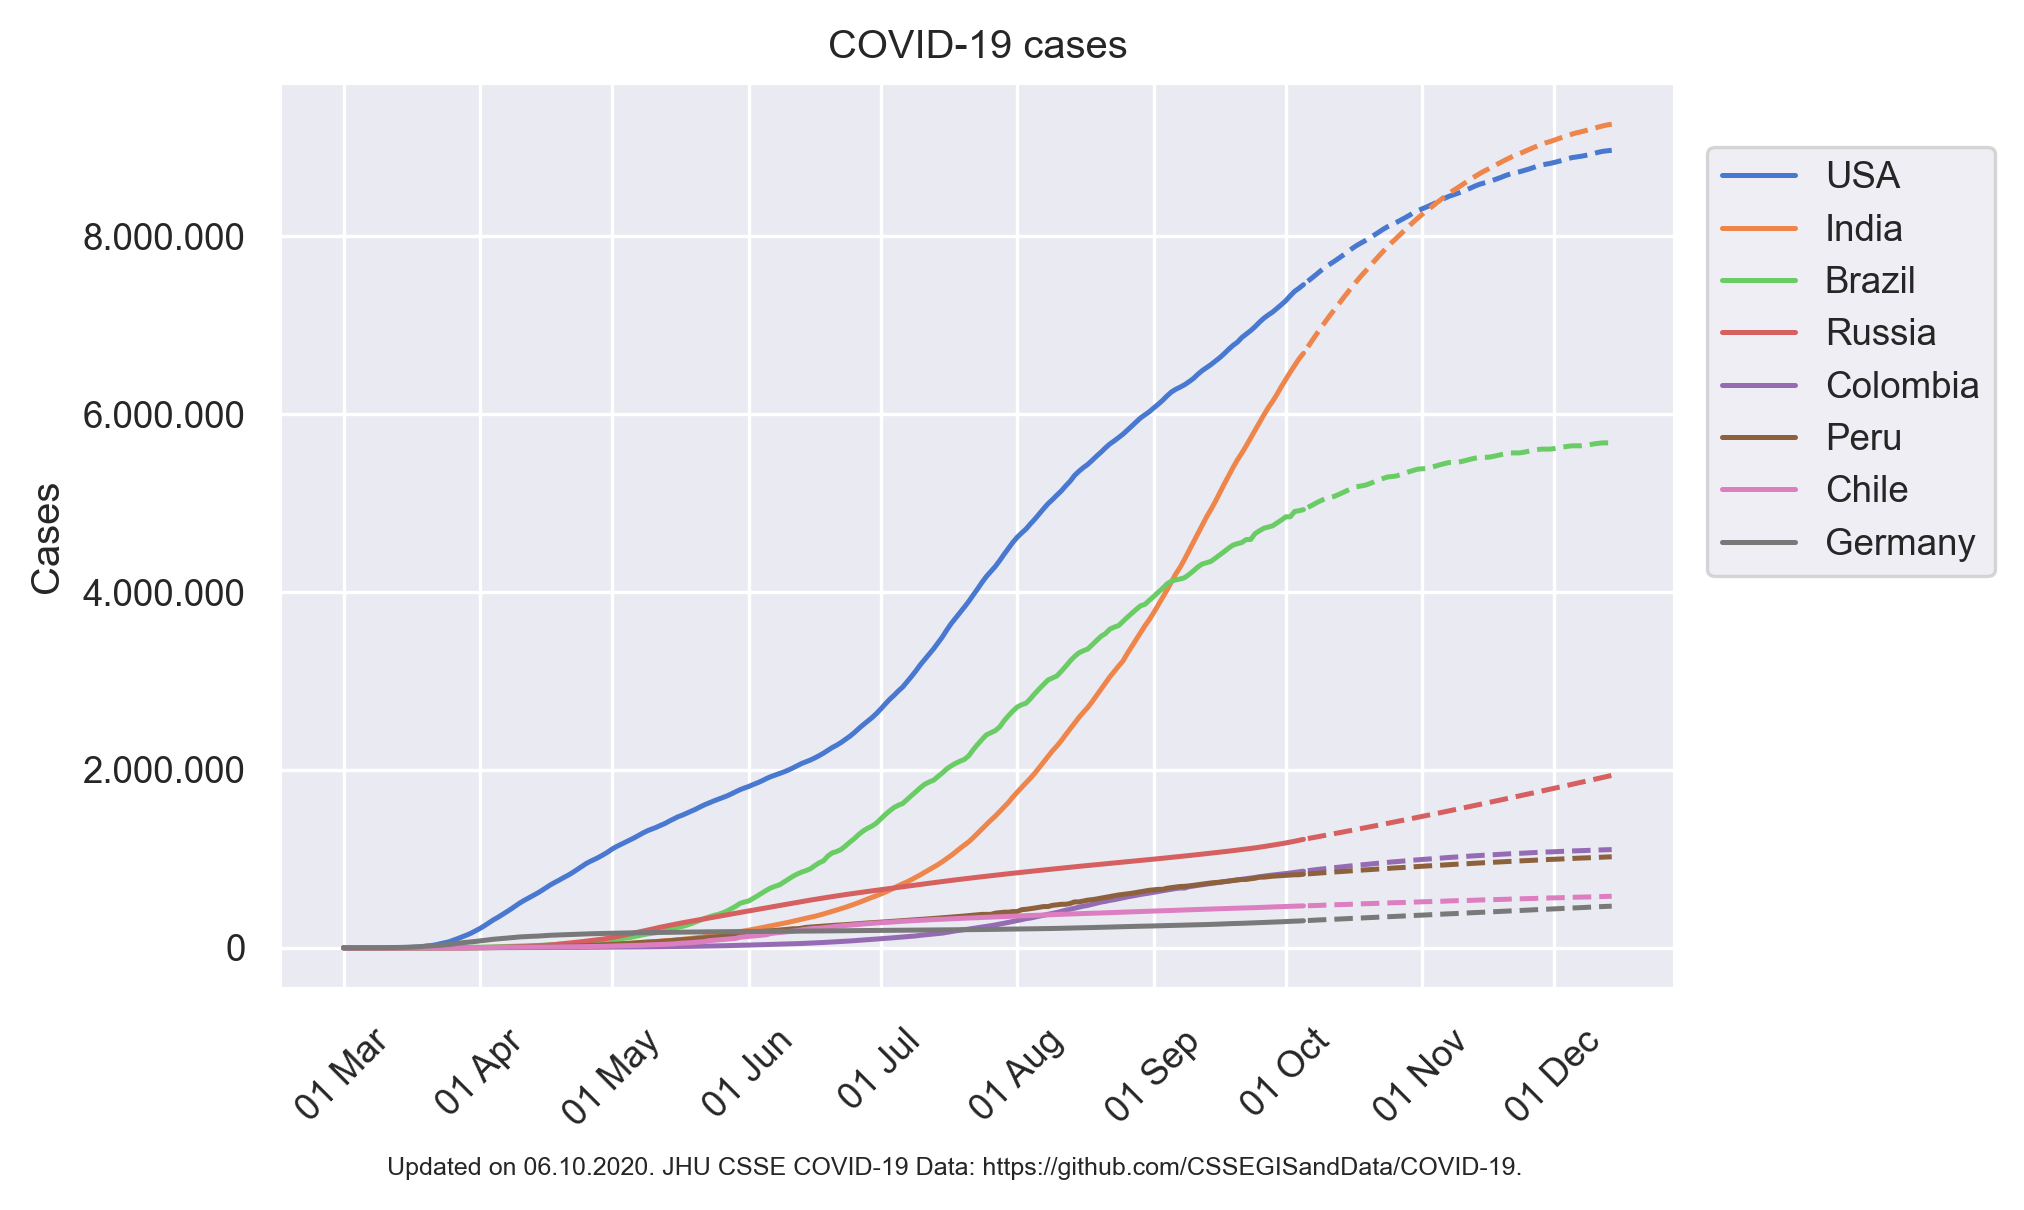 COVID-19 cases
Cases
8.000.000
6.000.000
4.000.000
2.000.000
0
01 Mar
01 Apr
01 May
01 Jun
01 Jul
01 Aug
01 Sep
01 Oct
01 Nov
01 Dec
USA
India
Brazil
Russia
Colombia
Peru
Chile
Germany
Updated on 06.10.2020. JHU CSSE COVID-19 Data: https://github.com/CSSEGISandData/COVID-19.